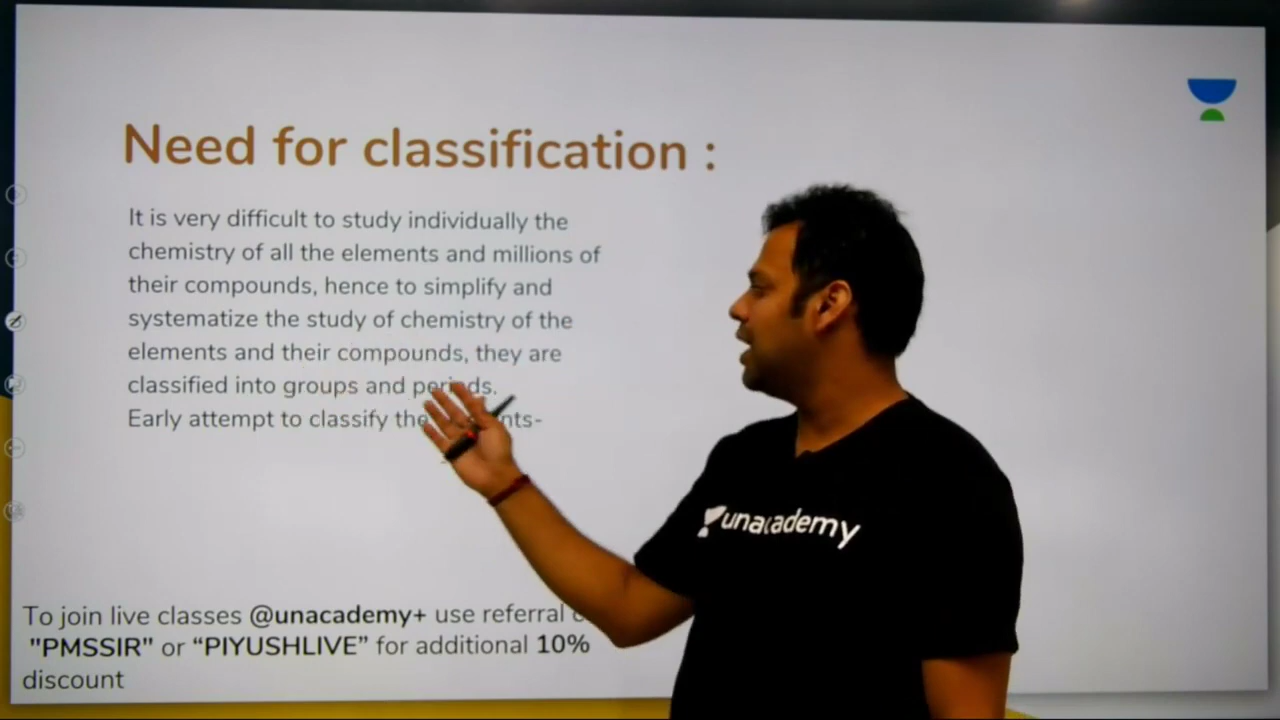 Need for classification :
It is very difficult to study individually the
chemistry of all the elements and millions of
their compounds, hence to simplify and
systematize the study of chemistry of the
elements and their compounds, they are
classified into groups and periods.
Early attempt to classify the
unacademy
To join live classes @unacademy+ use referral
"PMSSIR" or “PIYUSHLIVE” for additional 10%
discount